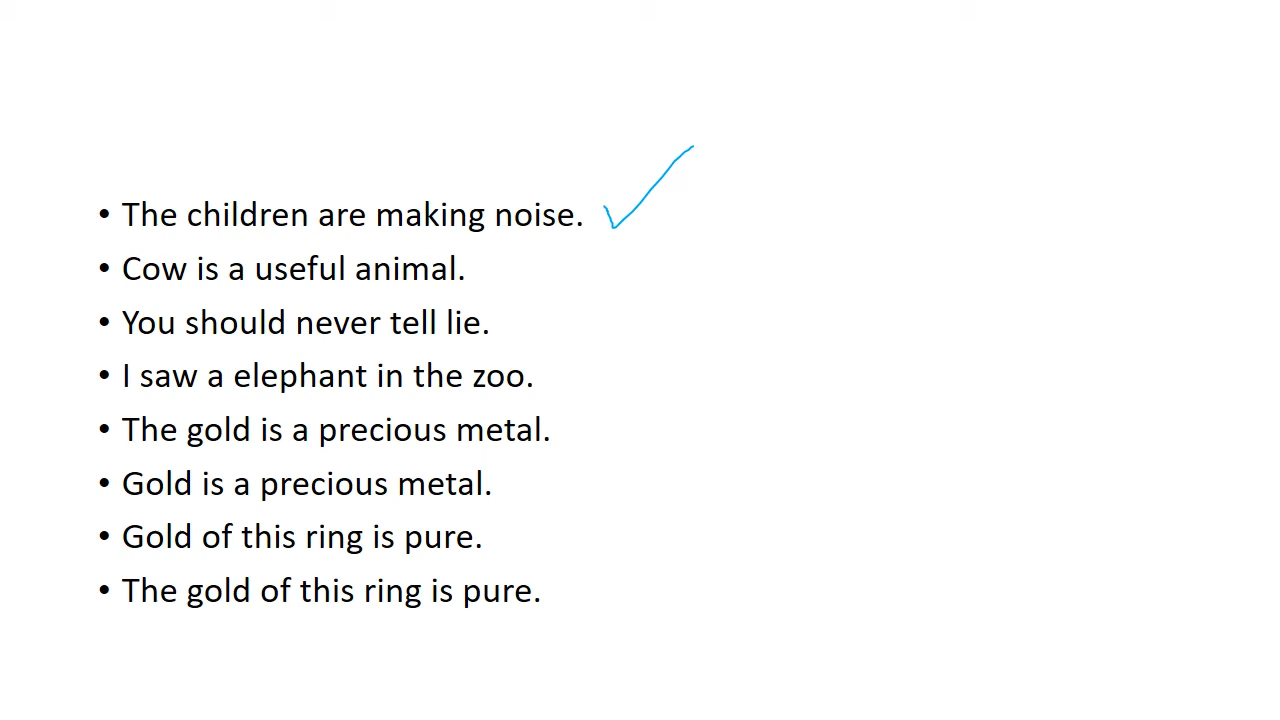 • The children are making noise.
• Cow is a useful animal.
• You should never tell lie.
• I saw a elephant in the zoo.
• The gold is a precious metal.
• Gold is a precious metal.
• Gold of this ring is pure.
• The gold of this ring is pure.